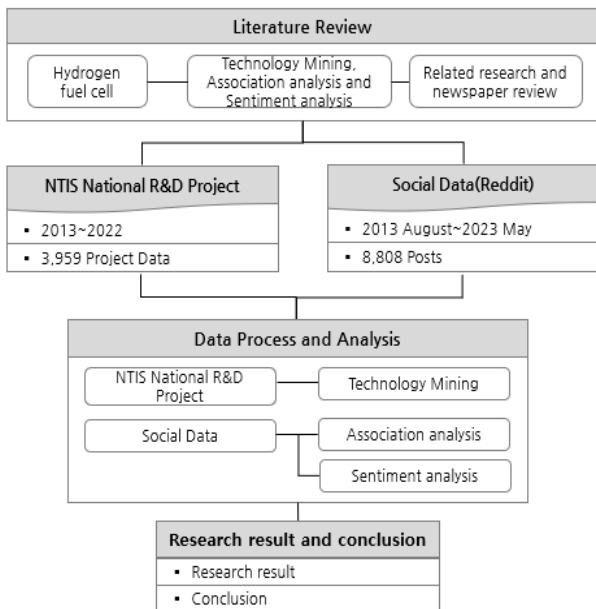 Literature Review
Hydrogen
fuel cell
Technology Mining,
Association analysis and
Sentiment analysis
Related research and
newspaper review
NTIS National R&D Project
▪ 2013~2022
▪ 3,959 Project Data
Social Data(Reddit)
▪ 2013 August~2023 May
▪ 8,808 Posts
Data Process and Analysis
NTIS National R&D
Project
Technology Mining
Social Data
Association analysis
Sentiment analysis
Research result and conclusion
▪ Research result
▪ Conclusion